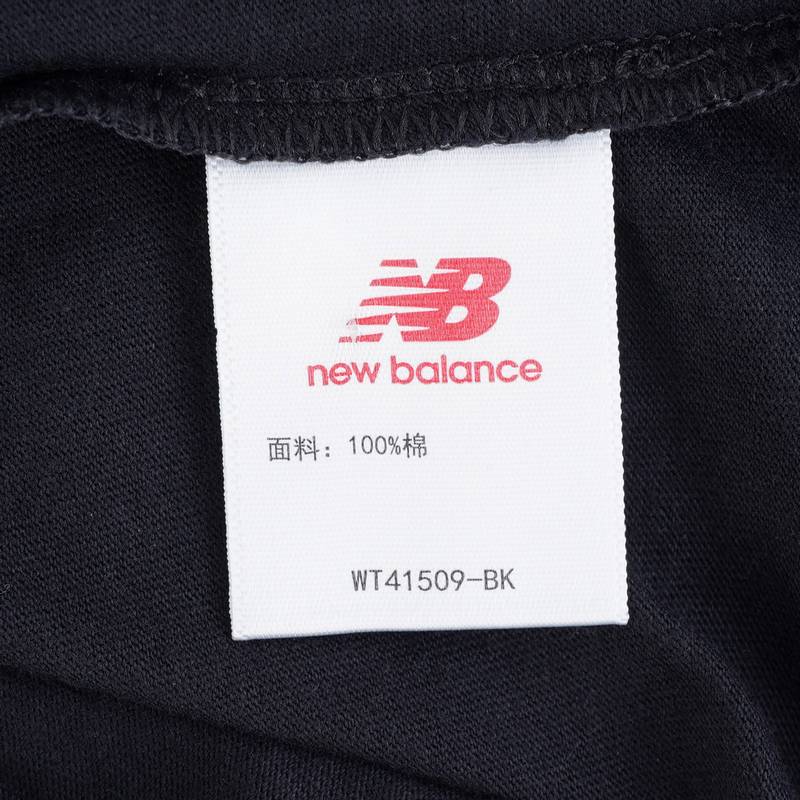 NB
new balance
面料：100%棉
WT41509-BK